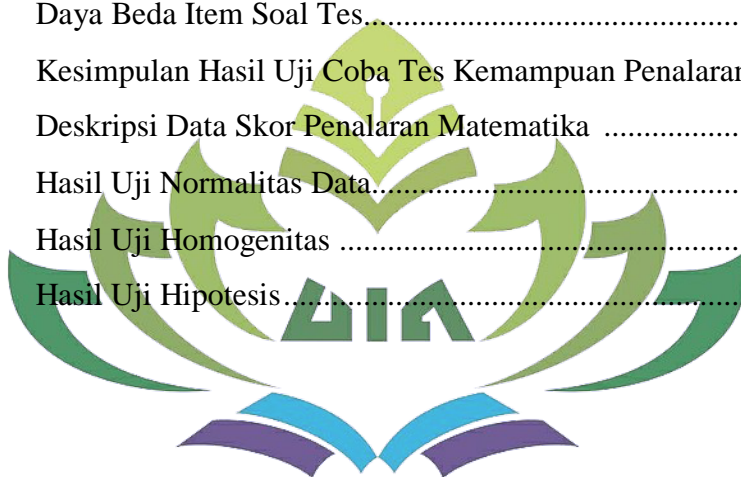 Daya Beda Item Soal Tes................................................
Kesimpulan Hasil Uji Coba Tes Kemampuan Penalaran
Deskripsi Data Skor Penalaran Matematika .................
Hasil Uji Normalitas Data..............................................
Hasil Uji Homogenitas ..................................................
Hasil Uji Hipotesis.........................................................
UIN